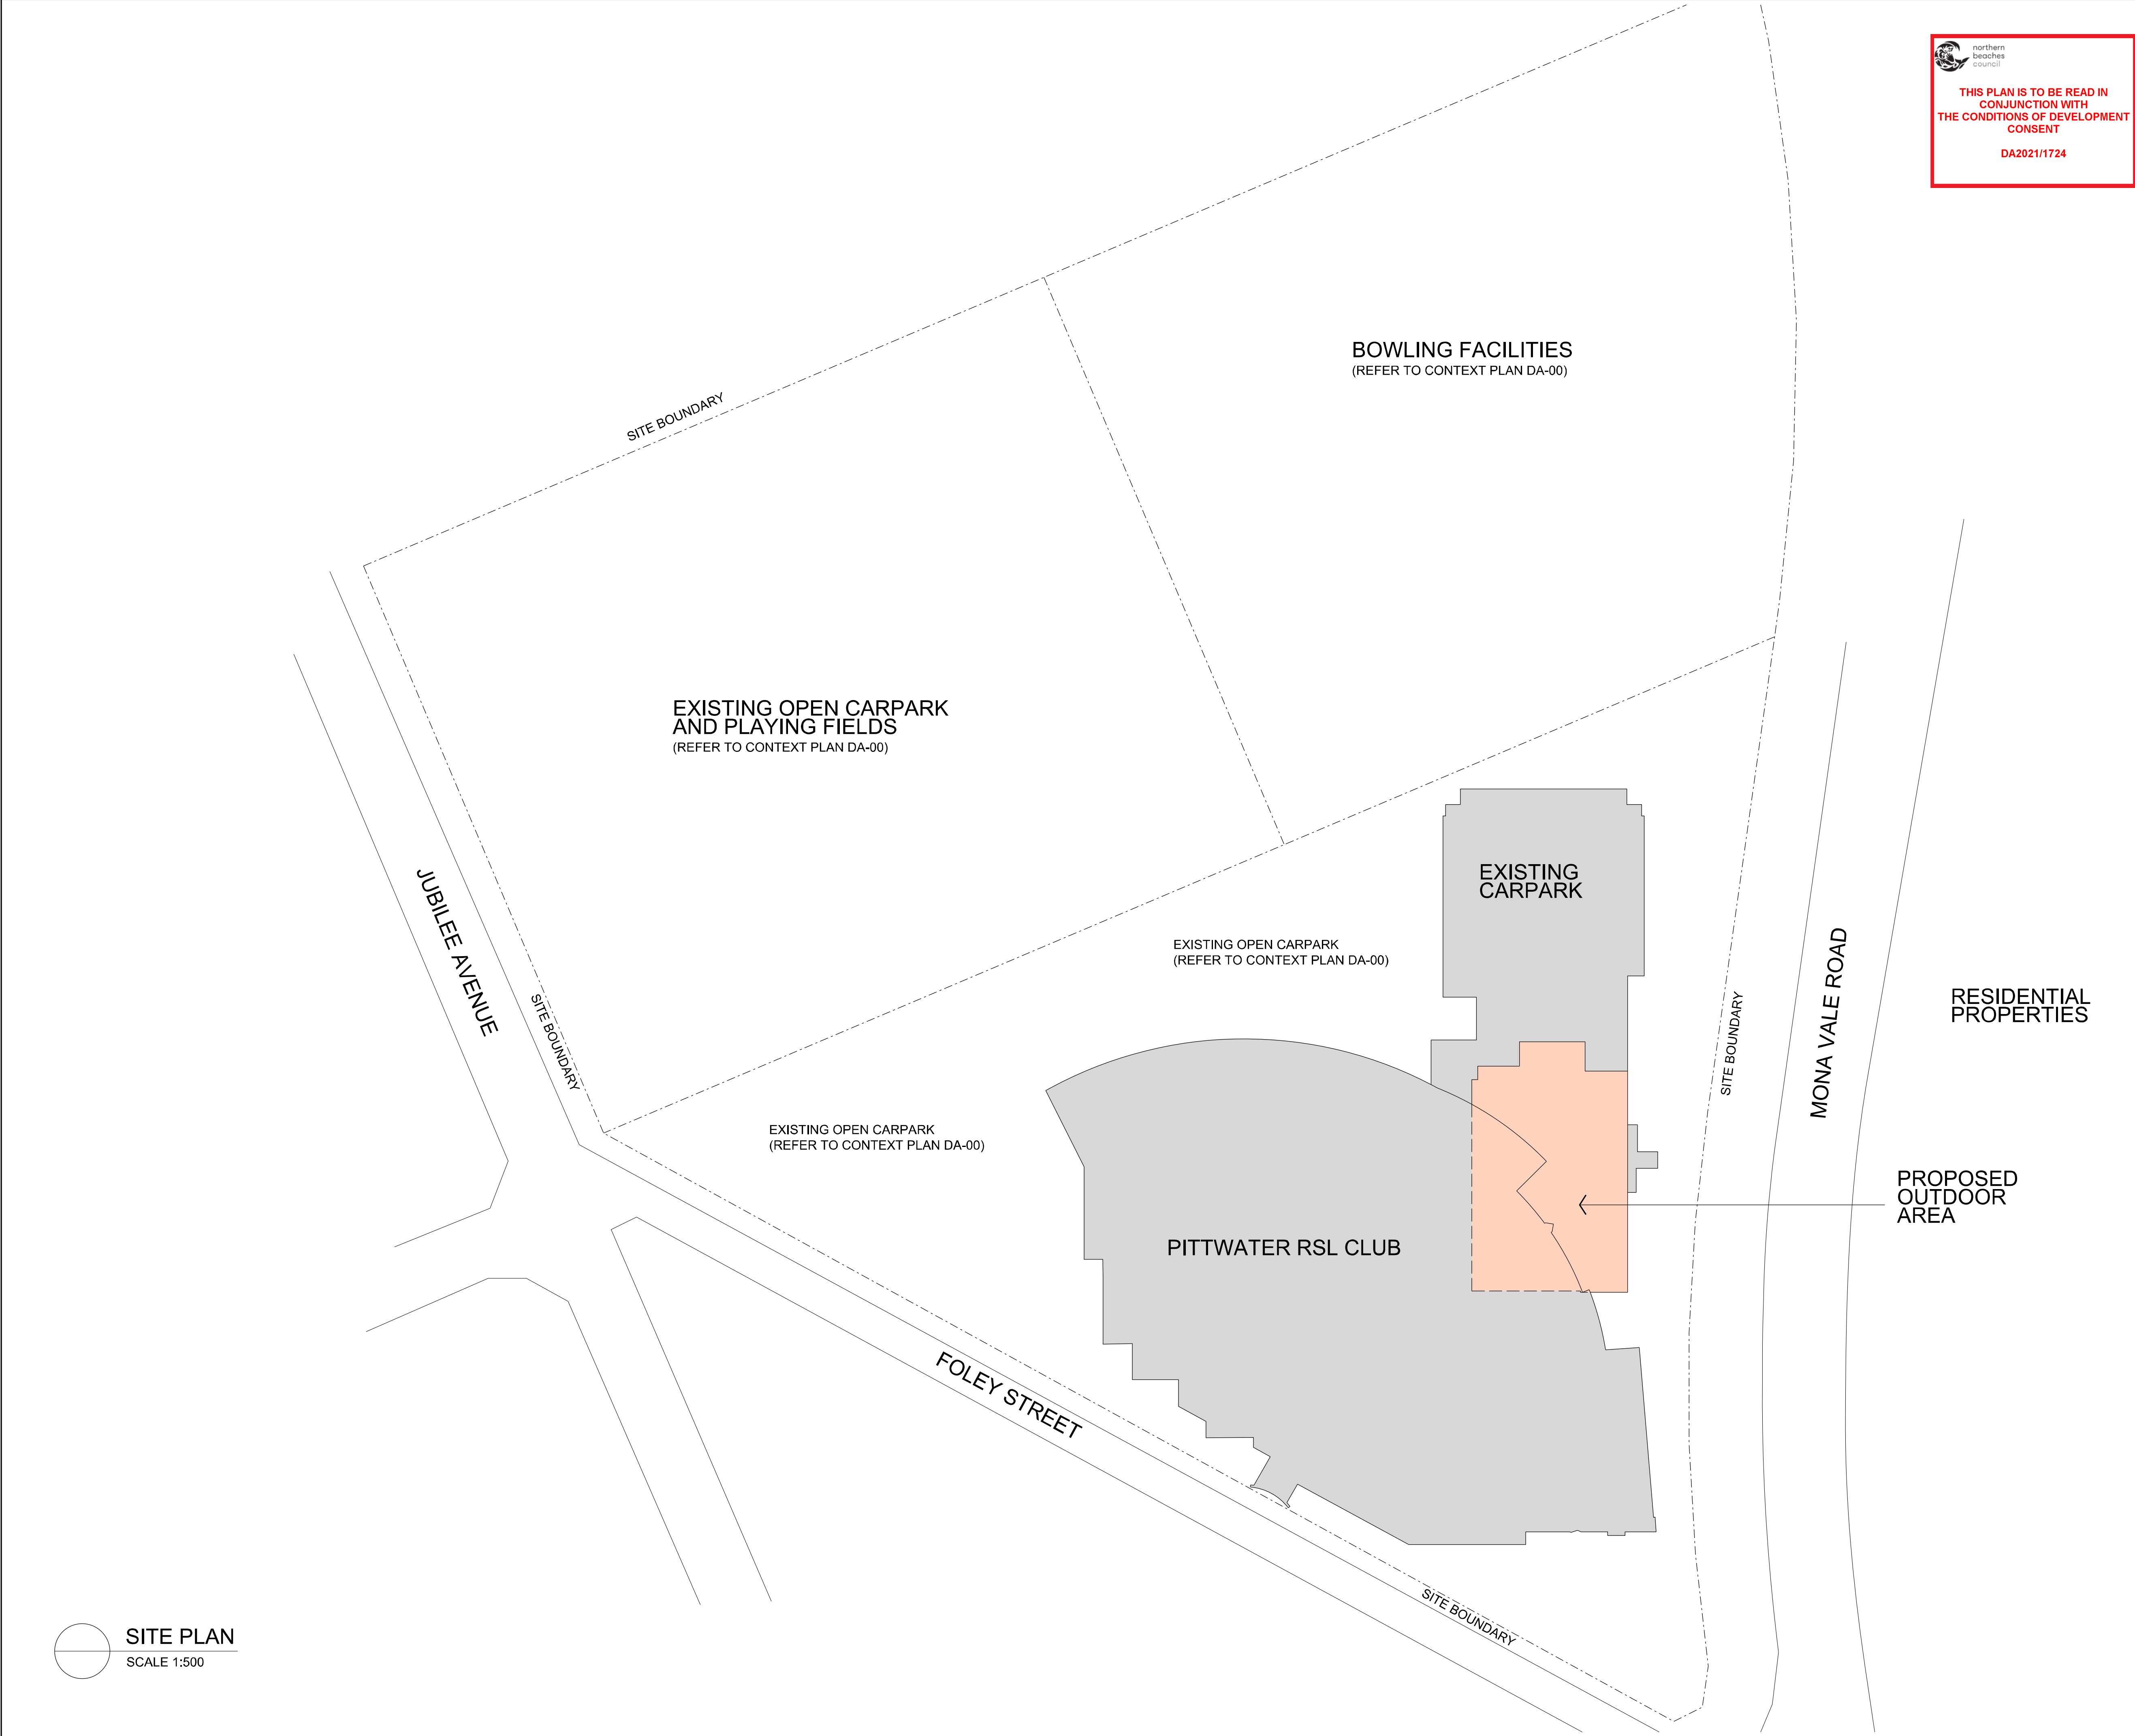 northern
beaches
council
THIS PLAN IS TO BE READ IN
CONJUNCTION WITH
THE CONDITIONS OF DEVELOPMENT
CONSENT
DA2021/1724
BOWLING FACILITIES
(REFER TO CONTEXT PLAN DA-00)
SITE BOUNDARY
EXISTING OPEN CARPARK
AND PLAYING FIELDS
(REFER TO CONTEXT PLAN DA-00)
JUBILEE AVENUE
SITE BOUNDARY
EXISTING
CARPARK
EXISTING OPEN CARPARK
(REFER TO CONTEXT PLAN DA-00)
SITE BOUNDARY
MONA VALE ROAD
RESIDENTIAL
PROPERTIES
EXISTING OPEN CARPARK
(REFER TO CONTEXT PLAN DA-00)
PROPOSED
OUTDOOR
AREA
PITTWATER RSL CLUB
FOLEY STREET
SITE BOUNDARY
SITE PLAN
SCALE 1:500